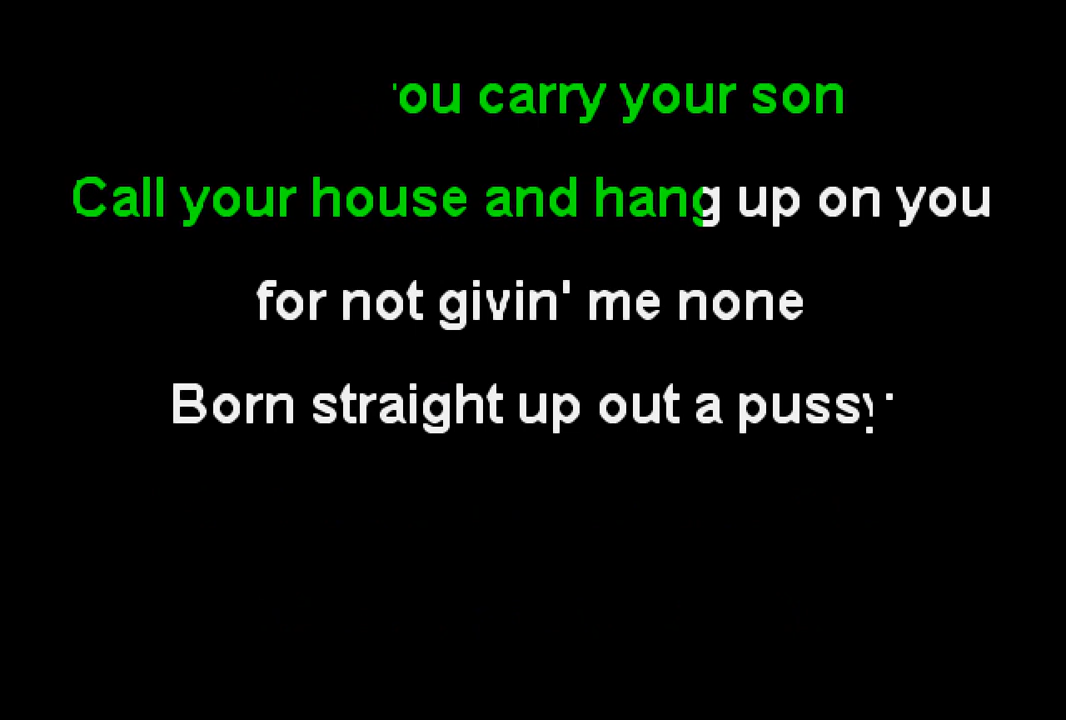 ou carry your son
Call your house and hang up on you
for not givin' me none
Born straight up out a pussy